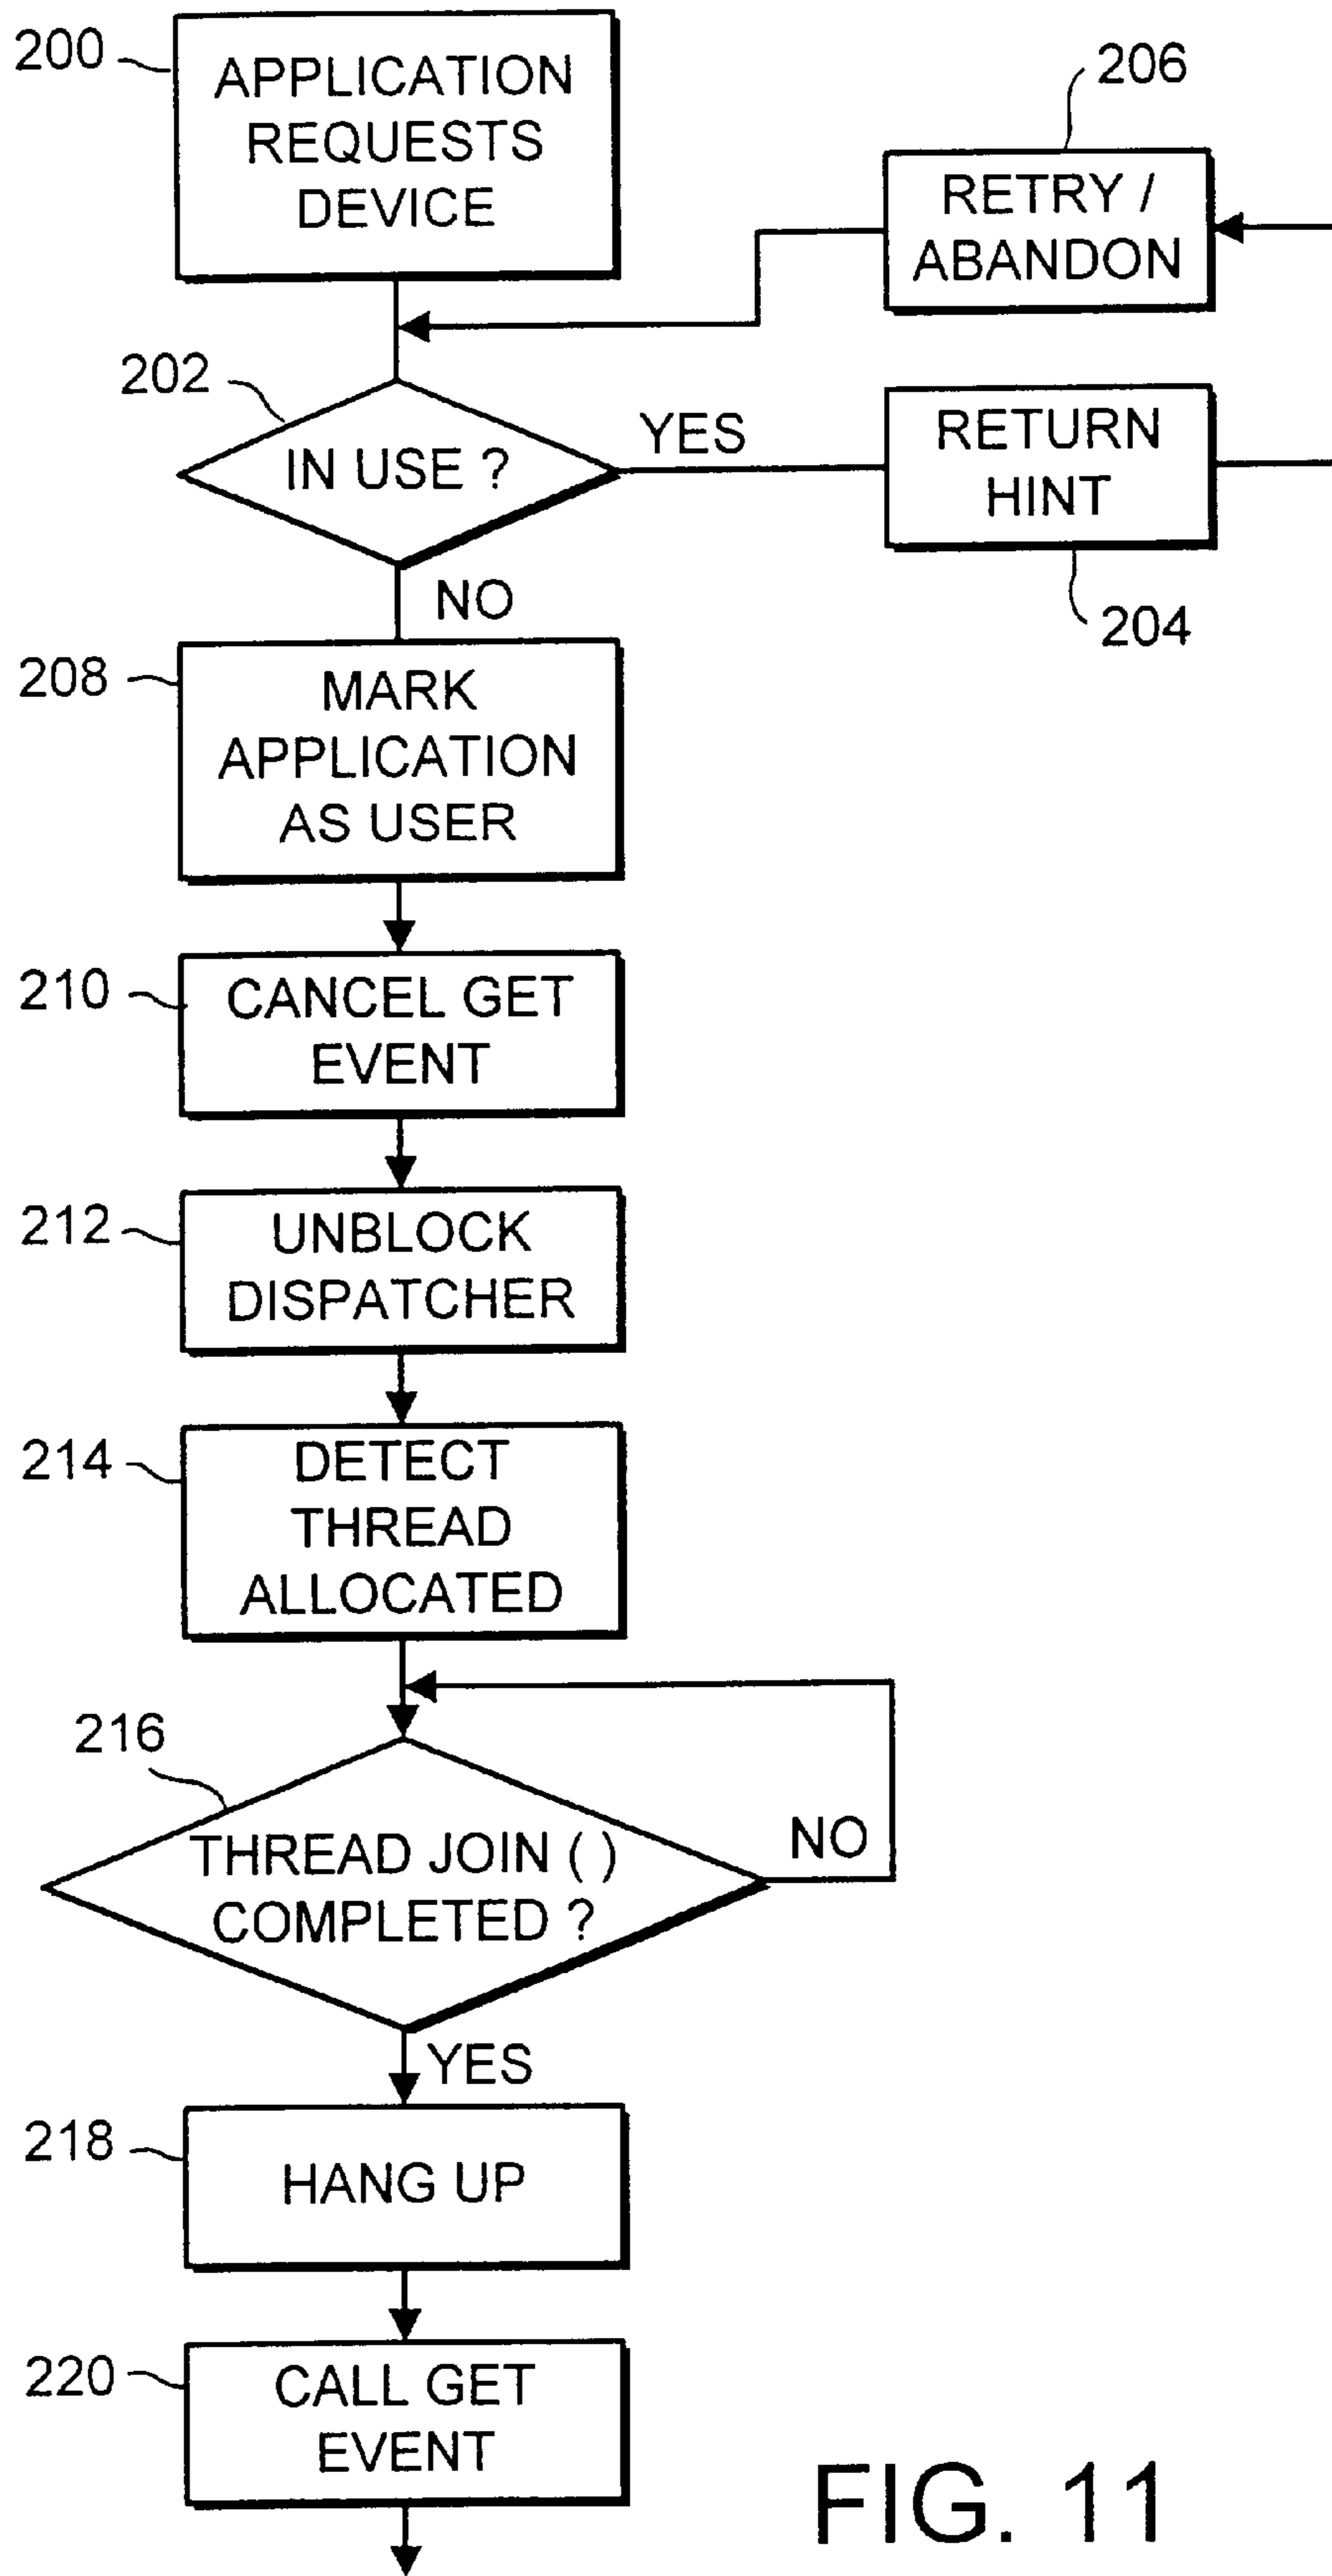 200
APPLICATION
REQUESTS
DEVICE
206
RETRY /
ABANDON
202
IN USE ?
YES
RETURN
HINT
204
NO
208
MARK
APPLICATION
AS USER
210
CANCEL GET
EVENT
212
UNBLOCK
DISPATCHER
214
DETECT
THREAD
ALLOCATED
216
THREAD JOIN ( )
COMPLETED ?
NO
YES
218
HANG UP
220
CALL GET
EVENT
FIG. 11